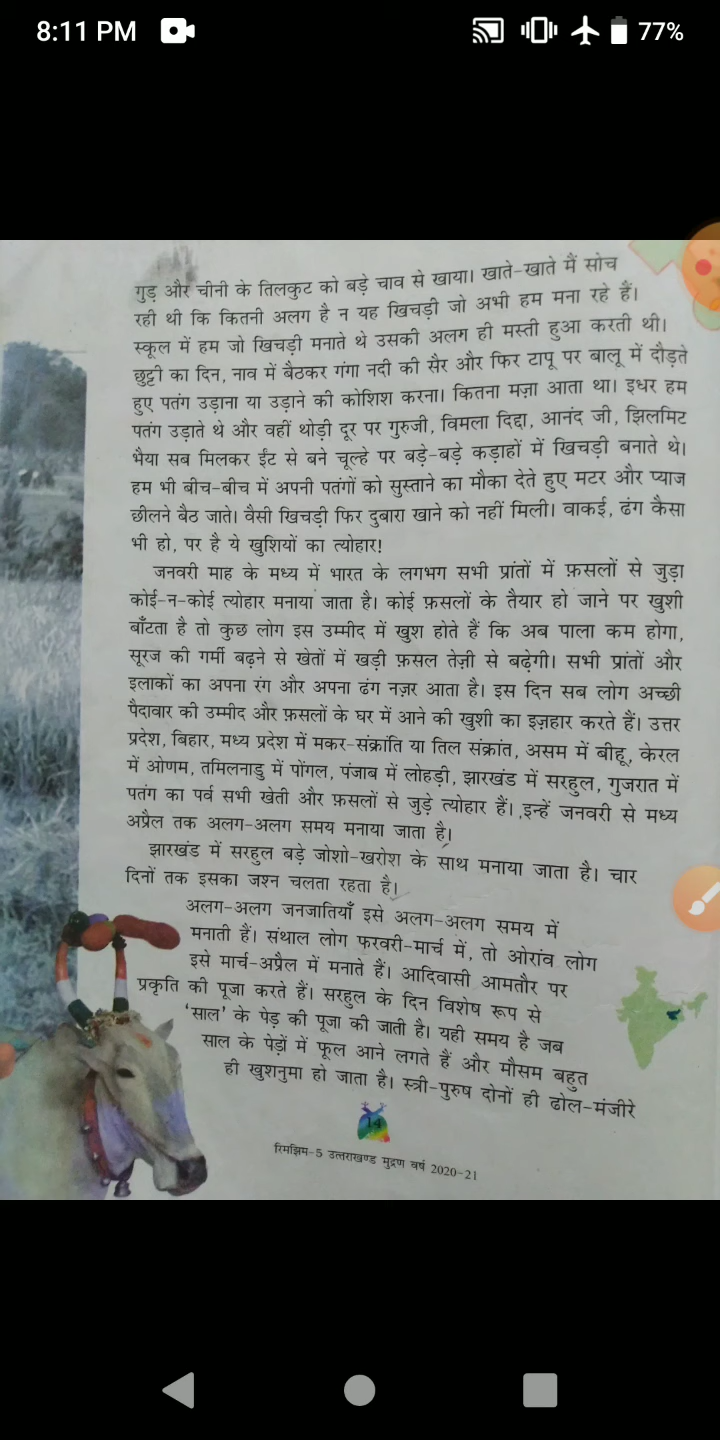 8:11 PM
77%
गुड़ और चीनी के तिलकुट को बड़े चाव से खाया। खाते-खाते मैं सोच
रही थी कि कितनी अलग है न यह खिचड़ी जो अभी हम मना रहे हैं।
स्कूल में हम जो खिचड़ी मनाते थे उसकी अलग ही मस्ती हुआ करती थी।
छुट्टी का दिन, नाव में बैठकर गंगा नदी की सैर और फिर टापू पर बालू में दौड़ते
हुए पतंग उड़ाना या उड़ाने की कोशिश करना। कितना मज़ा आता था। इधर हम
पतंग उड़ाते थे और वहीं थोड़ी दूर पर गुरुजी, विमला दिद्दा, आनंद जी, झिलमिट
भैया सब मिलकर ईंट से बने चूल्हे पर बड़े-बड़े कड़ाहों में खिचड़ी बनाते थे।
हम भी बीच-बीच में अपनी पतंगों को सुस्ताने का मौका देते हुए मटर और प्याज
छीलने बैठ जाते। वैसी खिचड़ी फिर दुबारा खाने को नहीं मिली। वाकई, ढंग कैसा
भी हो, पर है ये खुशियों का त्योहार!
जनवरी माह के मध्य में भारत के लगभग सभी प्रांतों में फ़सलों से जुड़ा
कोई-न-कोई त्योहार मनाया जाता है। कोई फ़सलों के तैयार हो जाने पर खुशी
बाँटता है तो कुछ लोग इस उम्मीद में खुश होते हैं कि अब पाला कम होगा,
सूरज की गर्मी बढ़ने से खेतों में खड़ी फ़सल तेज़ी से बढ़ेगी। सभी प्रांतों और
इलाकों का अपना रंग और अपना ढंग नज़र आता है। इस दिन सब लोग अच्छी
पैदावार की उम्मीद और फ़सलों के घर में आने की खुशी का इज़हार करते हैं। उत्तर
प्रदेश, बिहार, मध्य प्रदेश में मकर-संक्रांति या तिल संक्रांत, असम में बीहू, केरल
में ओणम, तमिलनाडु में पोंगल, पंजाब में लोहड़ी, झारखंड में सरहुल, गुजरात में
पतंग का पर्व सभी खेती और फ़सलों से जुड़े त्योहार हैं। इन्हें जनवरी से मध्य
अप्रैल तक अलग-अलग समय मनाया जाता है।
झारखंड में सरहुल बड़े जोशो-खरोश के साथ मनाया जाता है। चार
दिनों तक इसका जश्न चलता रहता है।
अलग-अलग जनजातियाँ इसे अलग-अलग समय में
मनाती हैं। संथाल लोग फरवरी-मार्च में, तो ओरांव लोग
इसे मार्च-अप्रैल में मनाते हैं। आदिवासी आमतौर पर
प्रकृति की पूजा करते हैं। सरहुल के दिन विशेष रूप से
'साल' के पेड़ की पूजा की जाती है। यही समय है जब
साल के पेड़ों में फूल आने लगते हैं और मौसम बहुत
ही खुशनुमा हो जाता है। स्त्री-पुरुष दोनों ही ढोल-मंजीरे
14
रिमझिम-5 उत्तराखण्ड मुद्रण वर्ष 2020-21